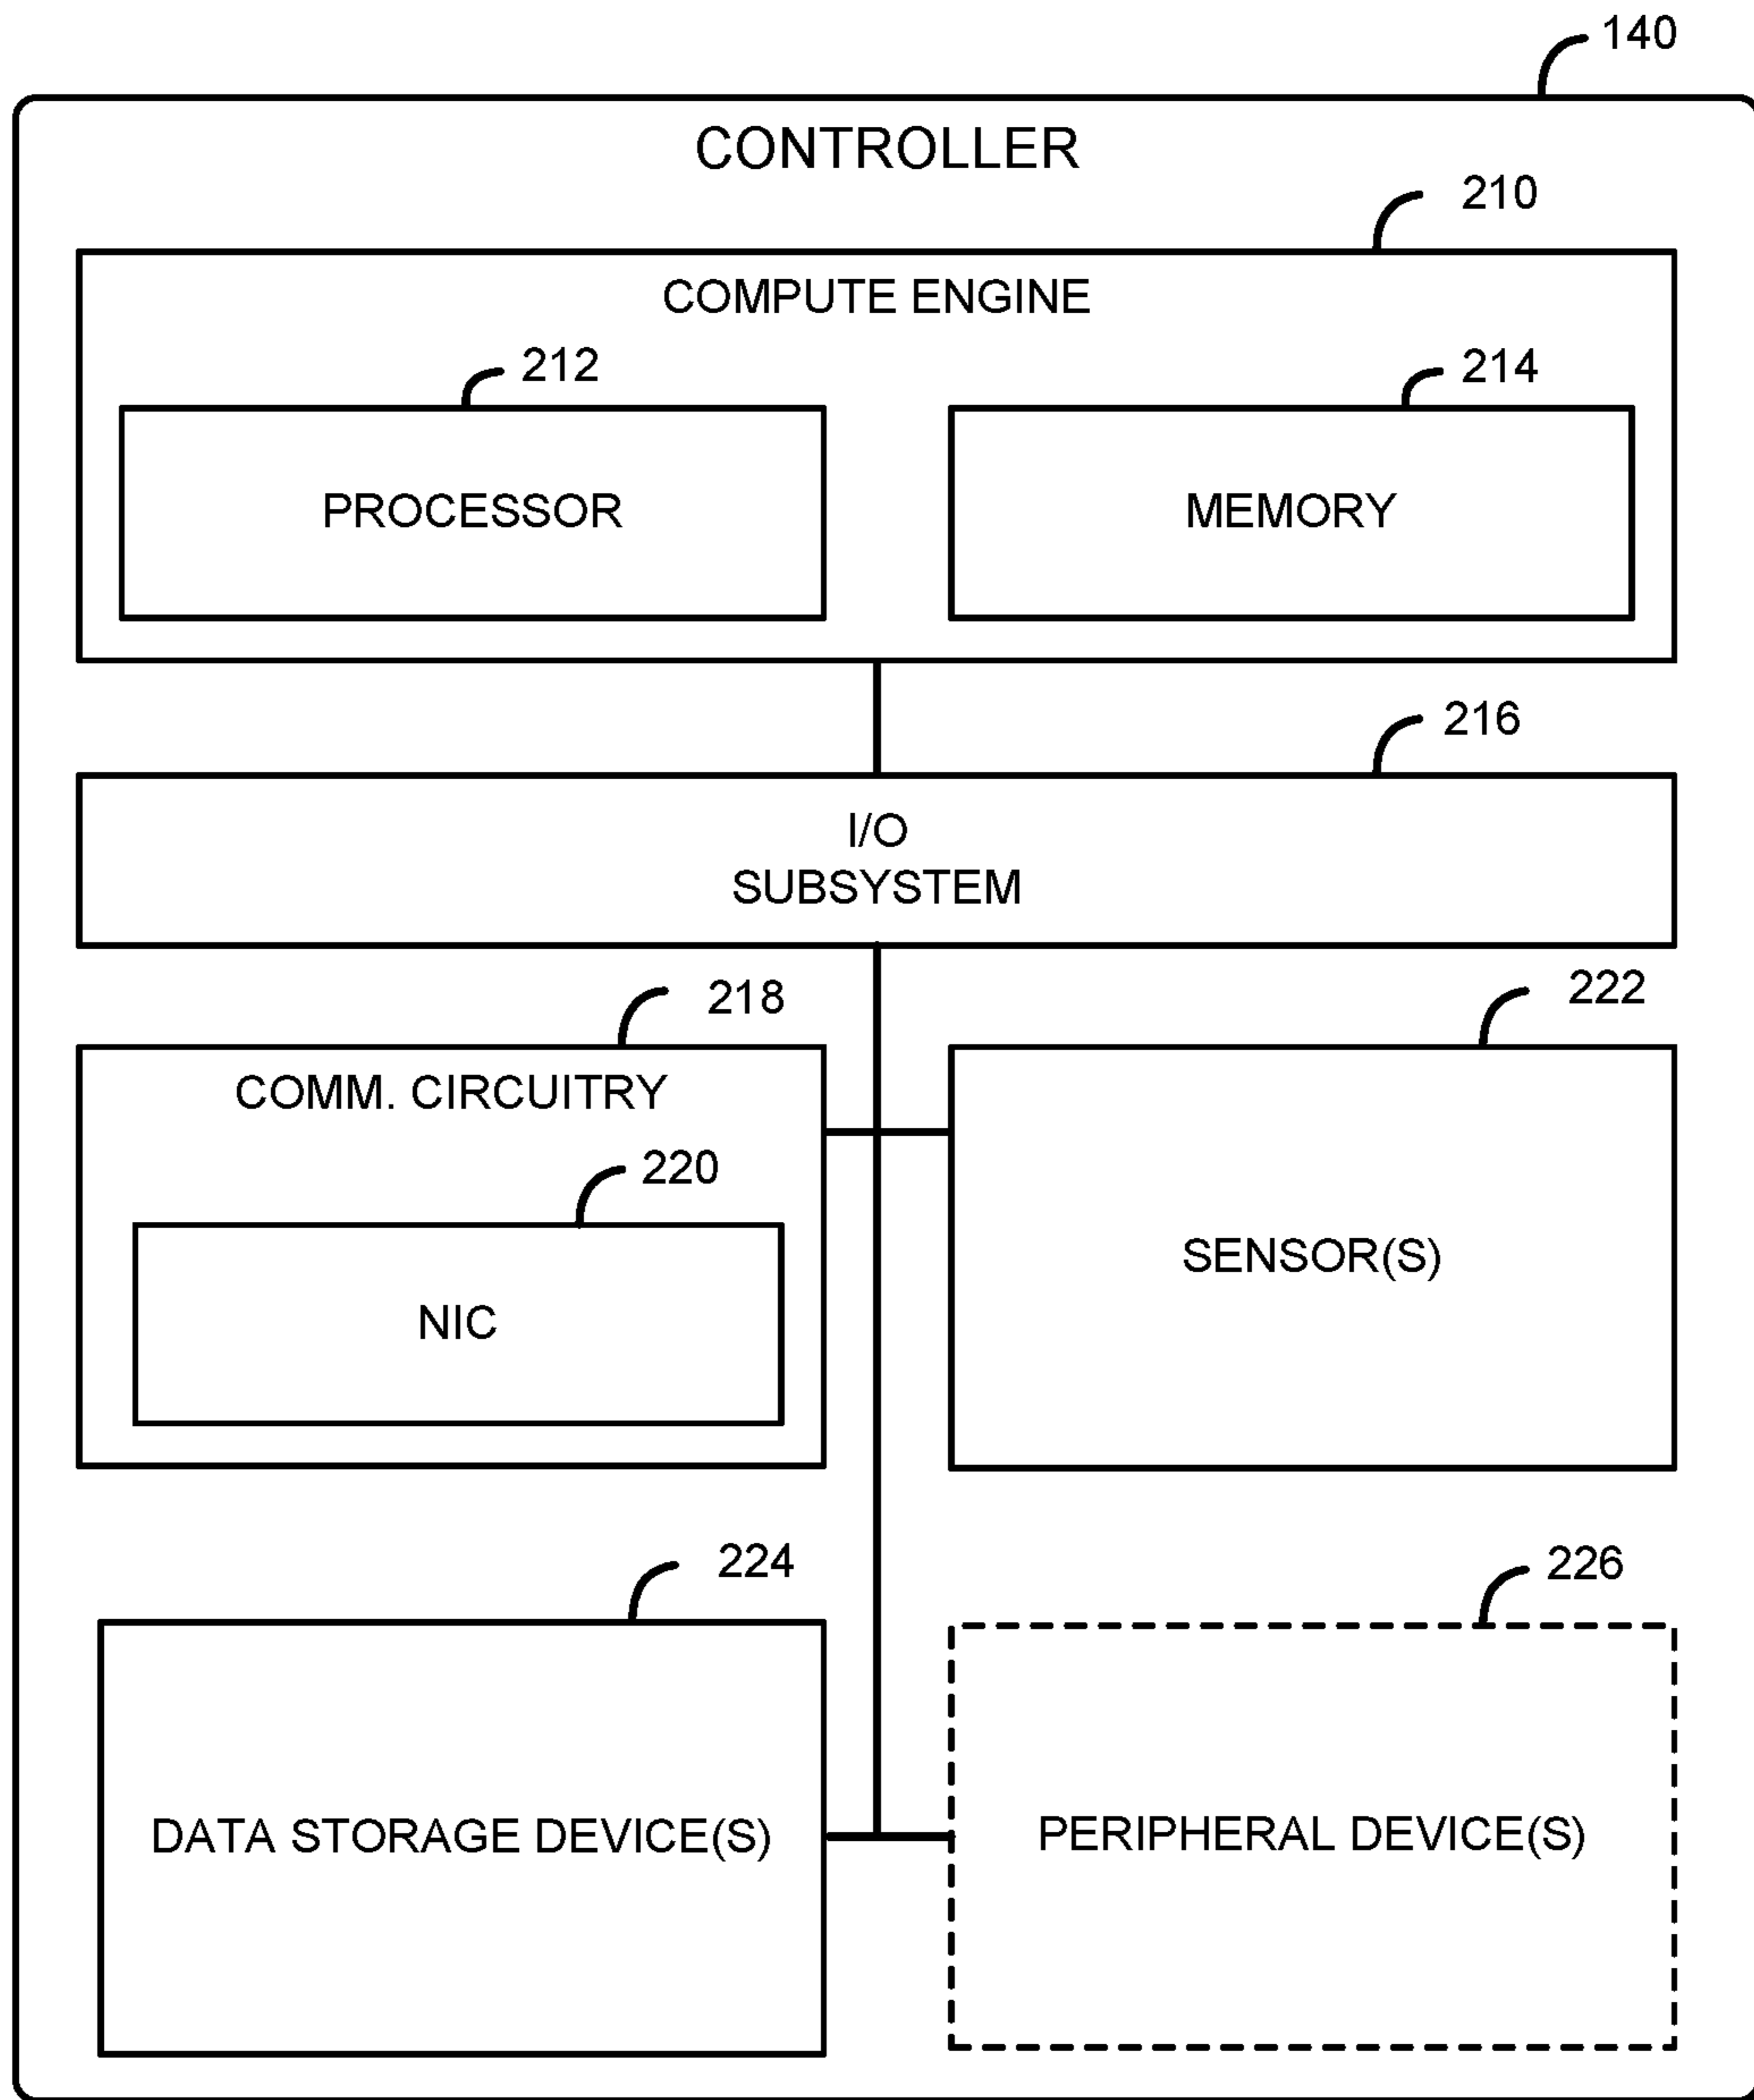 140
CONTROLLER
210
COMPUTE ENGINE
212
214
PROCESSOR
MEMORY
216
I/O
SUBSYSTEM
218
222
COMM. CIRCUITRY
220
SENSOR(S)
NIC
224
226
DATA STORAGE DEVICE(S)
PERIPHERAL DEVICE(S)